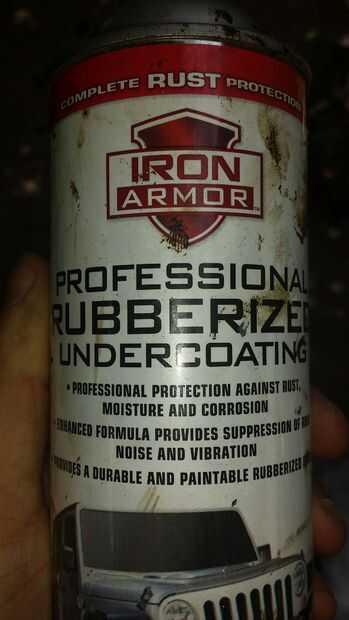 COMPLETE RUST PROTECTION
IRON
ARMOR
PROFESSIONAL
RUBBERIZED
UNDERCOATING
• PROFESSIONAL PROTECTION AGAINST RUST,
MOISTURE AND CORROSION
• ENHANCED FORMULA PROVIDES SUPPRESSION OF
NOISE AND VIBRATION
• PROVIDES A DURABLE AND PAINTABLE RUBBERIZED